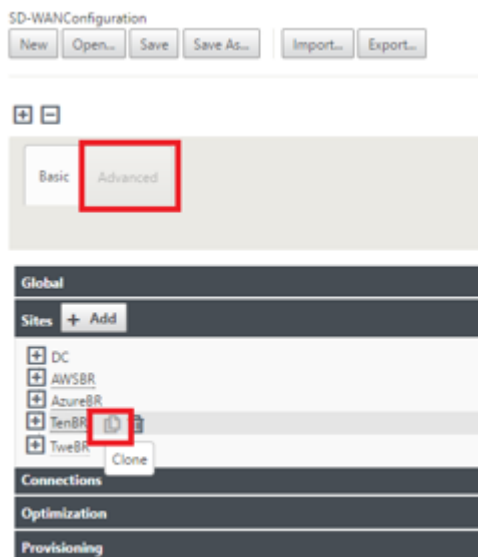 SD-WANConfiguration
New Open... Save Save As... Import... Export...
Basic Advanced
Global
Sites + Add
DC
AWSBR
AzureBR
TenBR
TweBR
Clone
Connections
Optimization
Provisioning